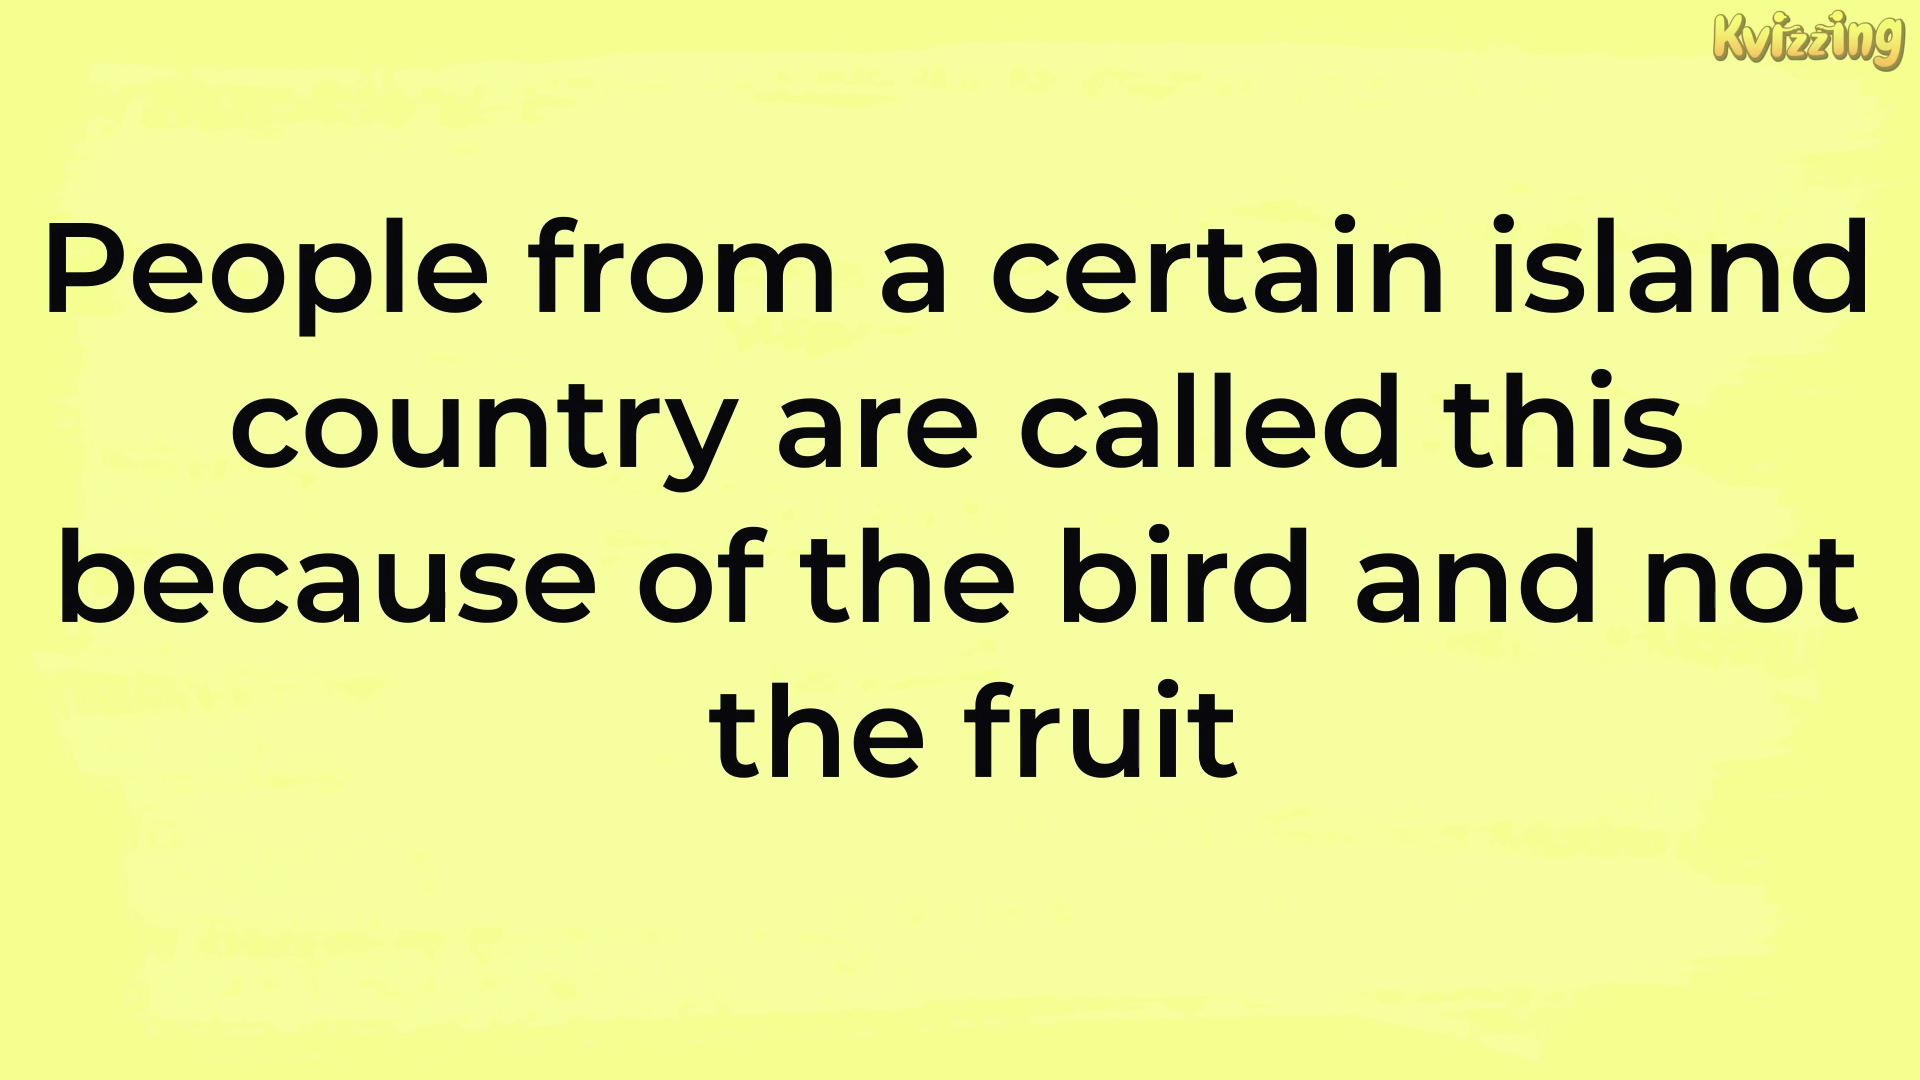 Kvizzing
People from a certain island
country are called this
because of the bird and not
the fruit